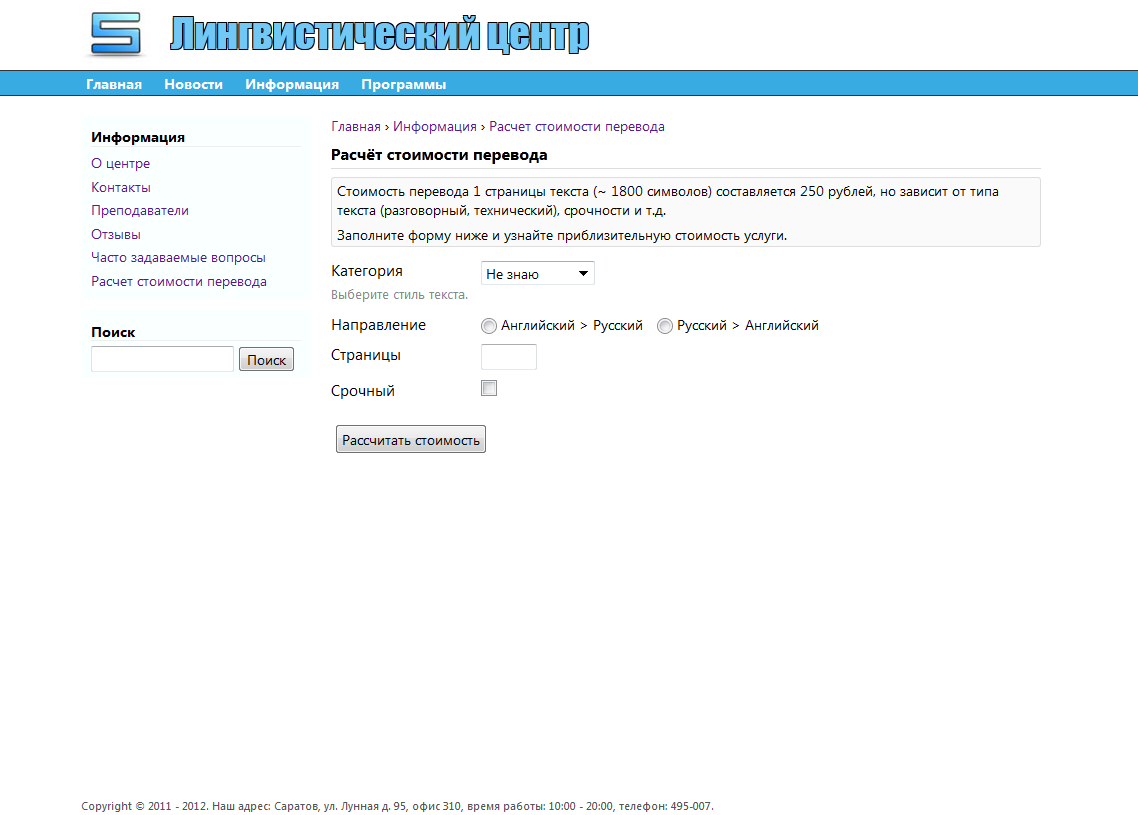 Лингвистический центр
Главная Новости Информация Программы
Информация
О центре
Контакты
Преподаватели
Отзывы
Часто задаваемые вопросы
Расчет стоимости перевода
Поиск
Поиск
Главная › Информация › Расчет стоимости перевода
Расчёт стоимости перевода
Стоимость перевода 1 страницы текста (~ 1800 символов) составляется 250 рублей, но зависит от типа
текста (разговорный, технический), срочности и т.д.
Заполните форму ниже и узнайте приблизительную стоимость услуги.
Категория Не знаю
Выберите стиль текста.
Направление Английский > Русский Русский > Английский
Страницы
Срочный
Рассчитать стоимость
Copyright © 2011 - 2012. Наш адрес: Саратов, ул. Лунная д. 95, офис 310, время работы: 10:00 - 20:00, телефон: 495-007.